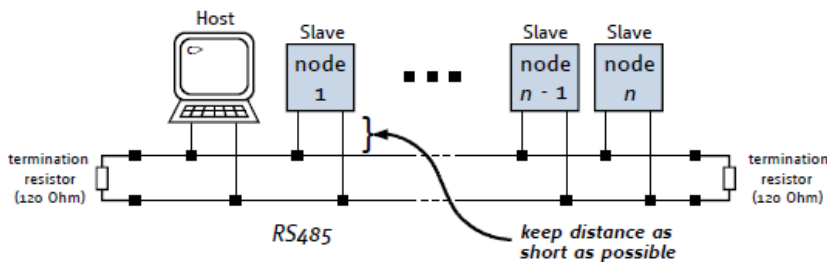 Host
Slave
Slave
Slave
node
1
node
n - 1
node
n
termination
resistor
(120 Ohm)
termination
resistor
(120 Ohm)
RS485
keep distance as
short as possible